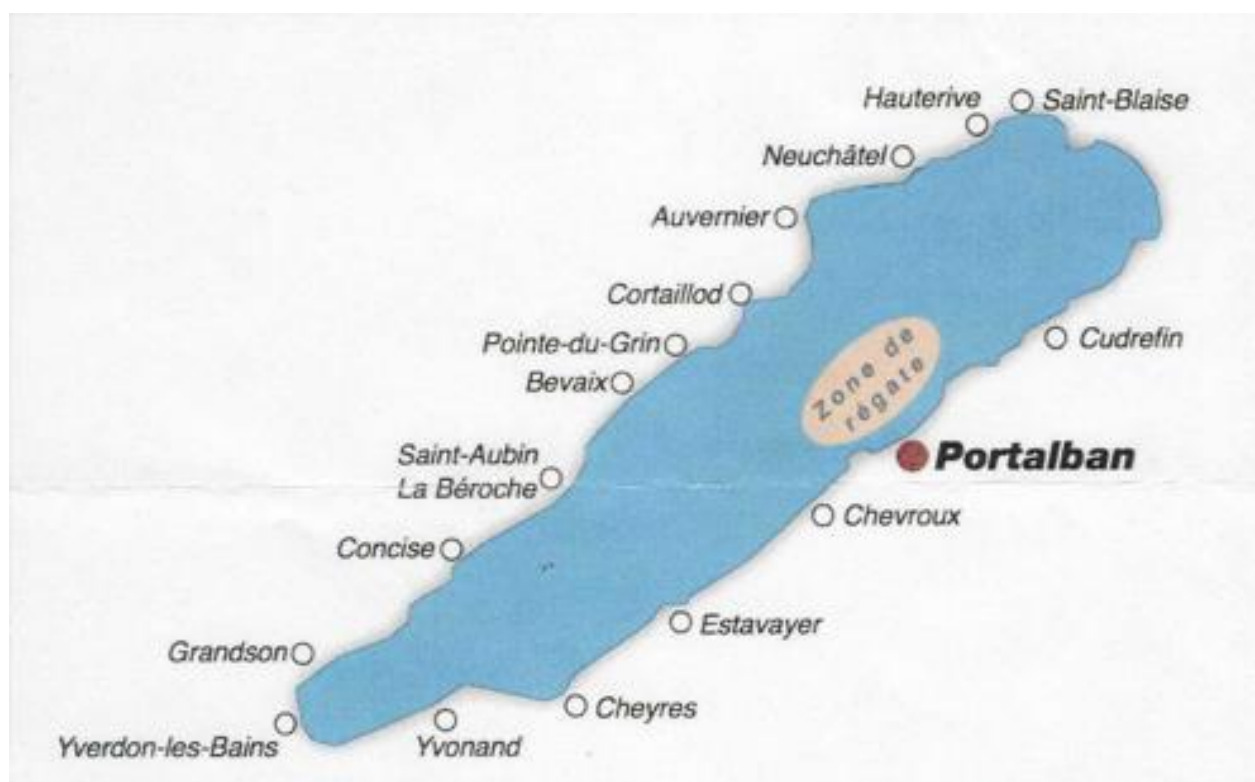 Hauterive
Saint-Blaise
Neuchâtel
Auvernier
Cortaillod
Pointe-du-Grin
Bevaix
Zone de
régate
Cudrefin
Saint-Aubin
La Béroche
Portalban
Chevroux
Concise
Estavayer
Grandson
Cheyres
Yverdon-les-Bains
Yvonand